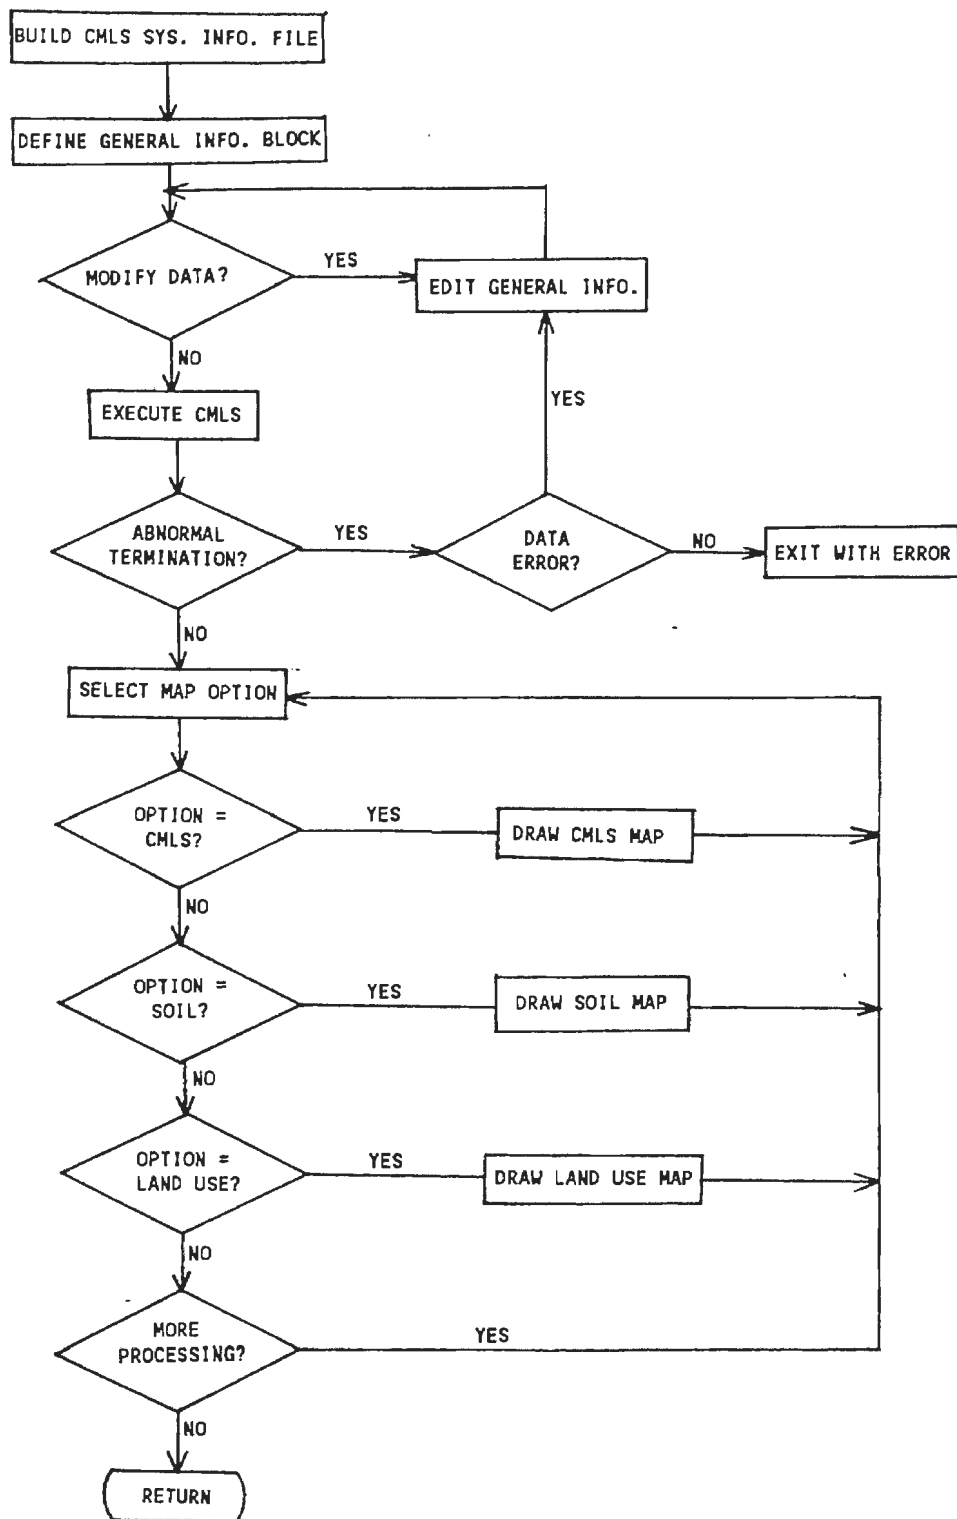 BUILD CMLS SYS. INFO. FILE
DEFINE GENERAL INFO. BLOCK
MODIFY DATA?
YES
EDIT GENERAL INFO.
NO
EXECUTE CMLS
YES
ABNORMAL
TERMINATION?
YES
DATA
ERROR?
NO
EXIT WITH ERROR
NO
SELECT MAP OPTION
OPTION =
CMLS?
YES
DRAW CMLS MAP
NO
OPTION =
SOIL?
YES
DRAW SOIL MAP
NO
OPTION =
LAND USE?
YES
DRAW LAND USE MAP
NO
MORE
PROCESSING?
YES
NO
RETURN